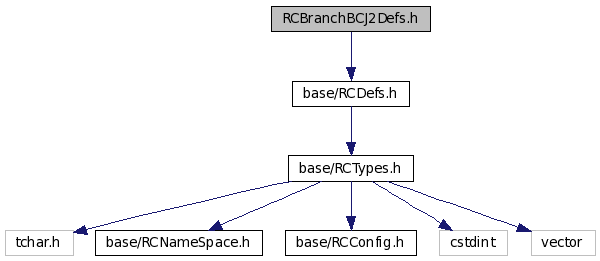 RCBranchBCJ2Defs.h
base/RCDefs.h
base/RCTypes.h
tchar.h
base/RCNameSpace.h
base/RCConfig.h
cstdint
vector